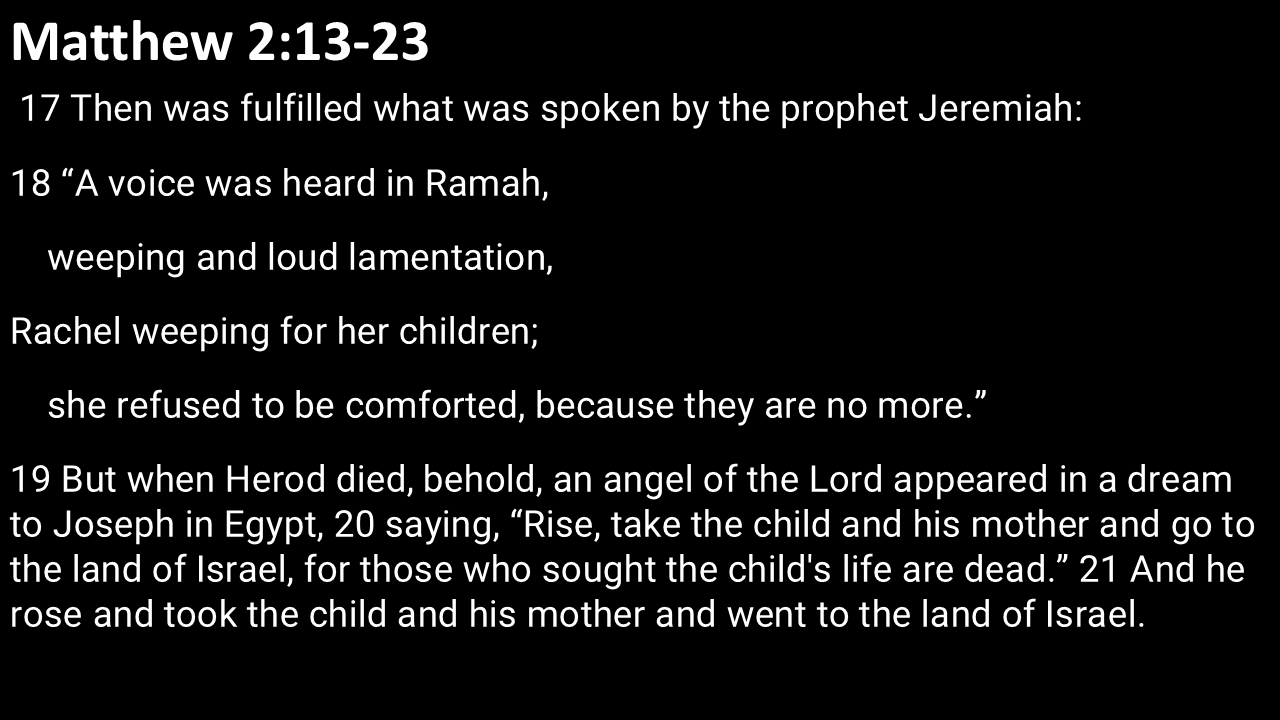 Matthew 2:13-23
17 Then was fulfilled what was spoken by the prophet Jeremiah:
18 “A voice was heard in Ramah,
weeping and loud lamentation,
Rachel weeping for her children;
she refused to be comforted, because they are no more.”
19 But when Herod died, behold, an angel of the Lord appeared in a dream
to Joseph in Egypt, 20 saying, “Rise, take the child and his mother and go to
the land of Israel, for those who sought the child's life are dead.” 21 And he
rose and took the child and his mother and went to the land of Israel.